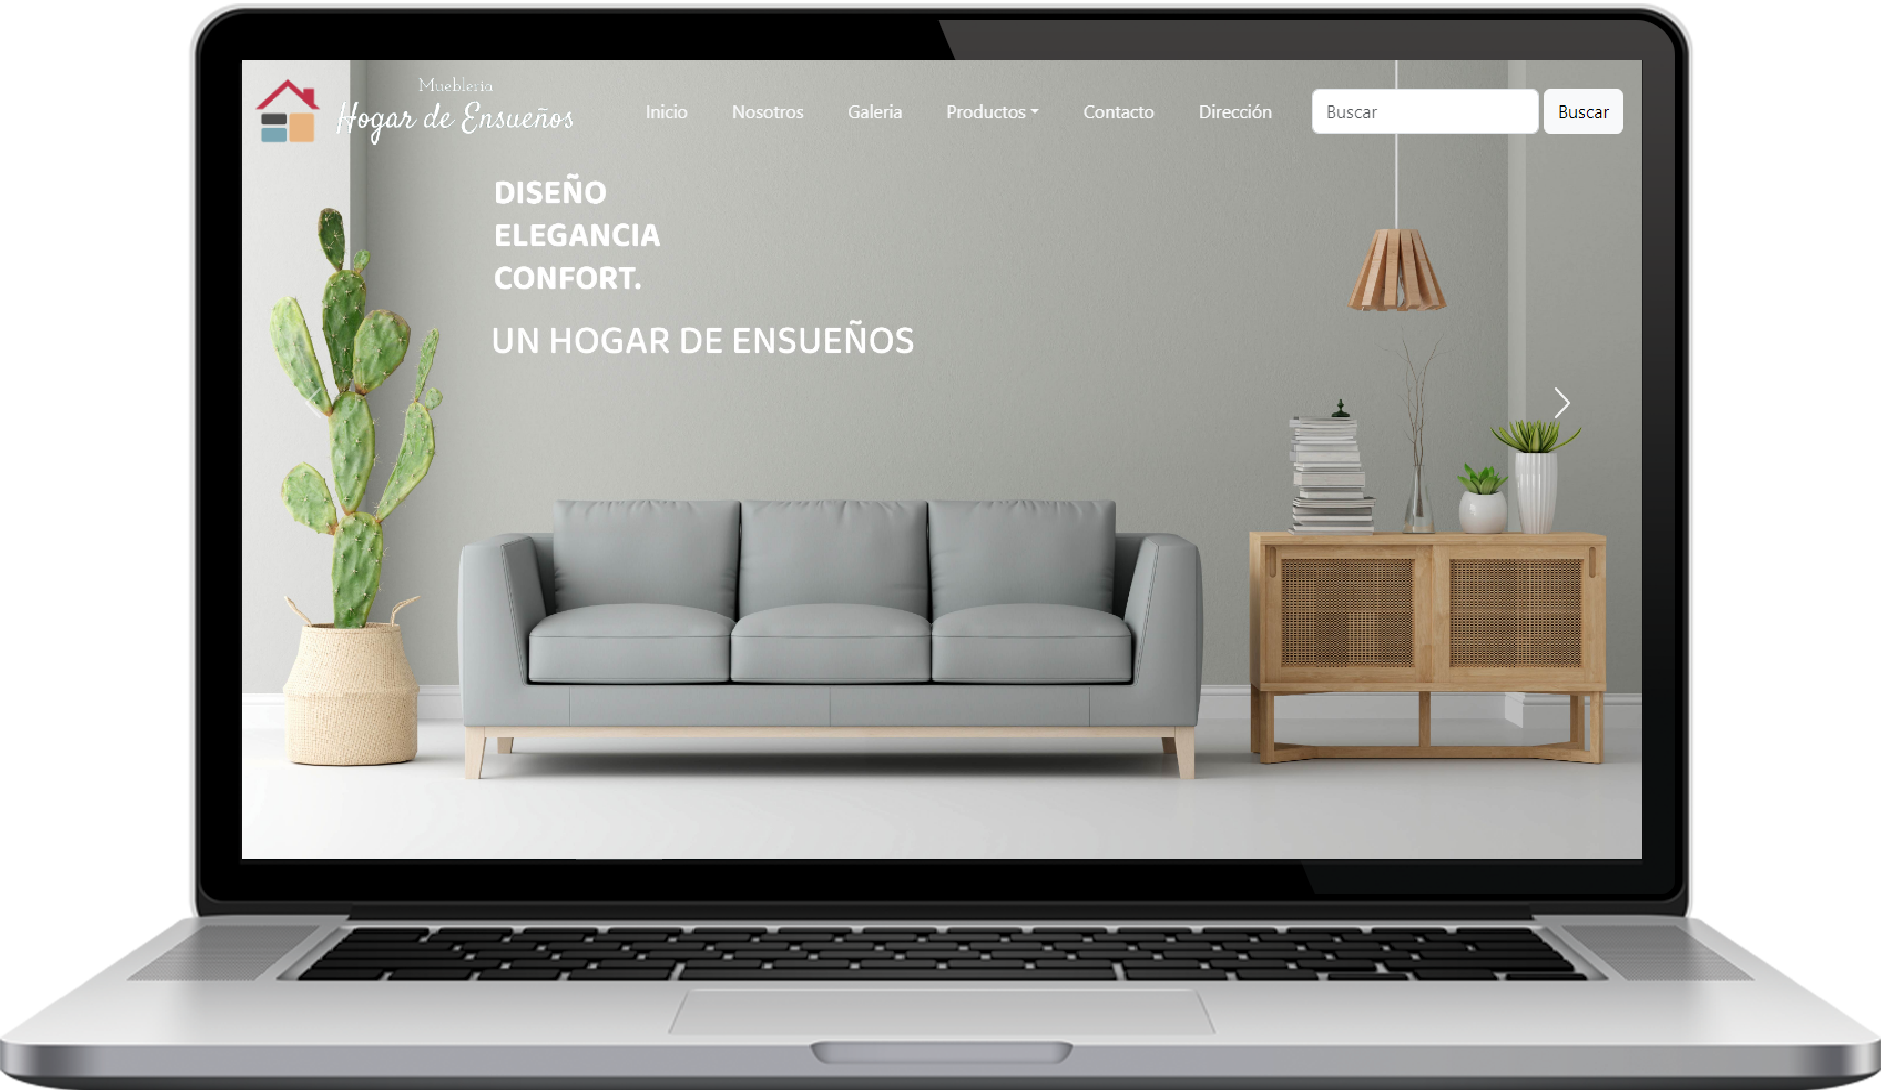 Mueblería
Hogar de Ensueños
Inicio
Nosotros
Galeria
Productos
Contacto
Dirección
Buscar
Buscar
DISEÑO
ELEGANCIA
CONFORT.
UN HOGAR DE ENSUEÑOS